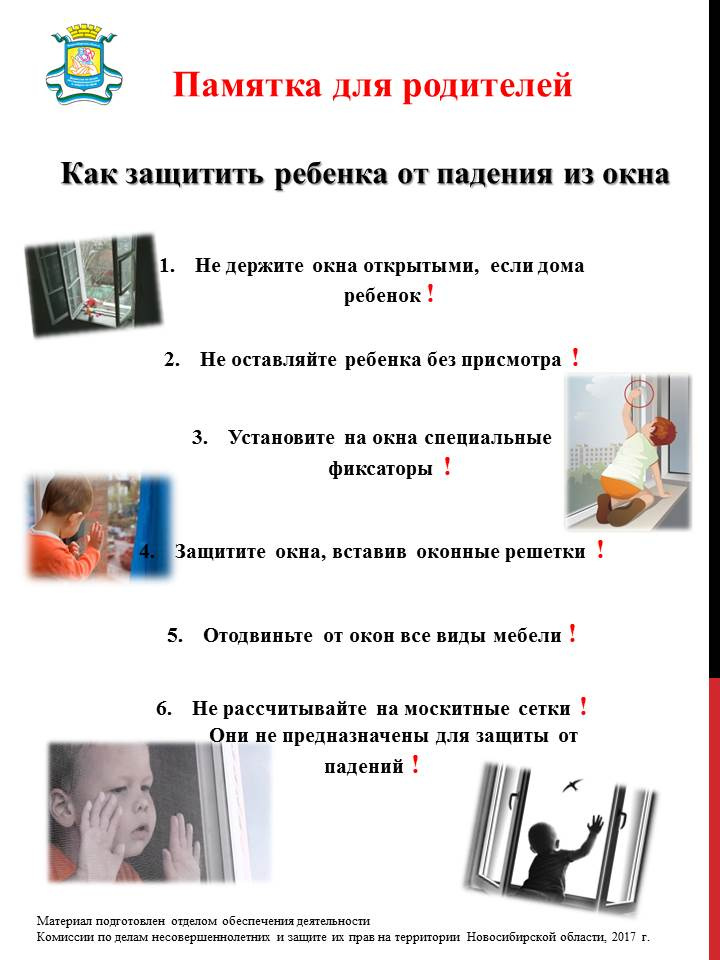 Памятка для родителей
Как защитить ребенка от падения из окна
1. Не держите окна открытыми, если дома
ребенок !
2. Не оставляйте ребенка без присмотра !
3. Установите на окна специальные
фиксаторы !
4. Защитите окна, вставив оконные решетки !
5. Отодвиньте от окон все виды мебели !
6. Не рассчитывайте на москитные сетки !
Они не предназначены для защиты от
падений !
Материал подготовлен отделом обеспечения деятельности
Комиссии по делам несовершеннолетних и защите их прав на территории Новосибирской области, 2017 г.